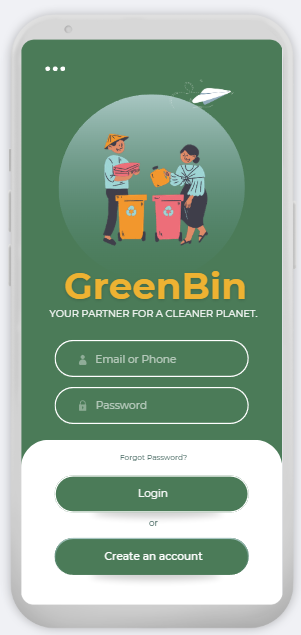 GreenBin
YOUR PARTNER FOR A CLEANER PLANET.
Email or Phone
Password
Forgot Password?
Login
or
Create an account